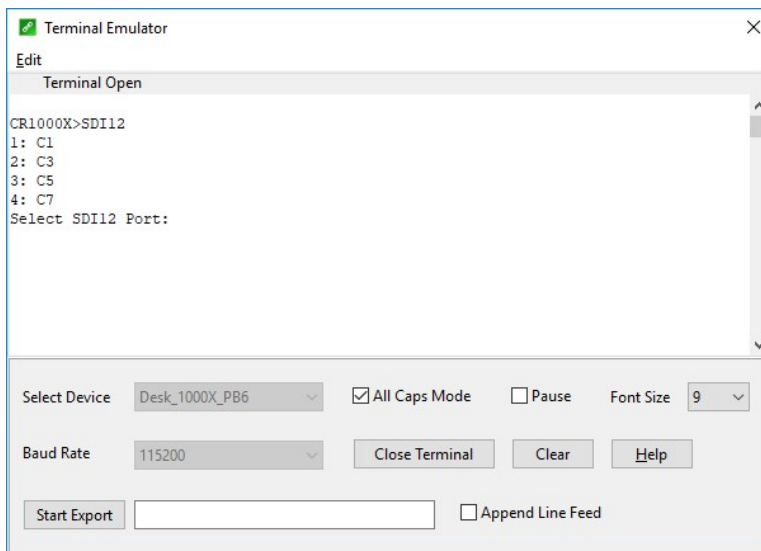 Terminal Emulator
Edit
Terminal Open
CR1000X>SDI12
1: C1
2: C3
3: C5
4: C7
Select SDI12 Port:
Select Device Desk_1000X_PB6 All Caps Mode Pause Font Size 9
Baud Rate 115200 Close Terminal Clear Help
Start Export Append Line Feed